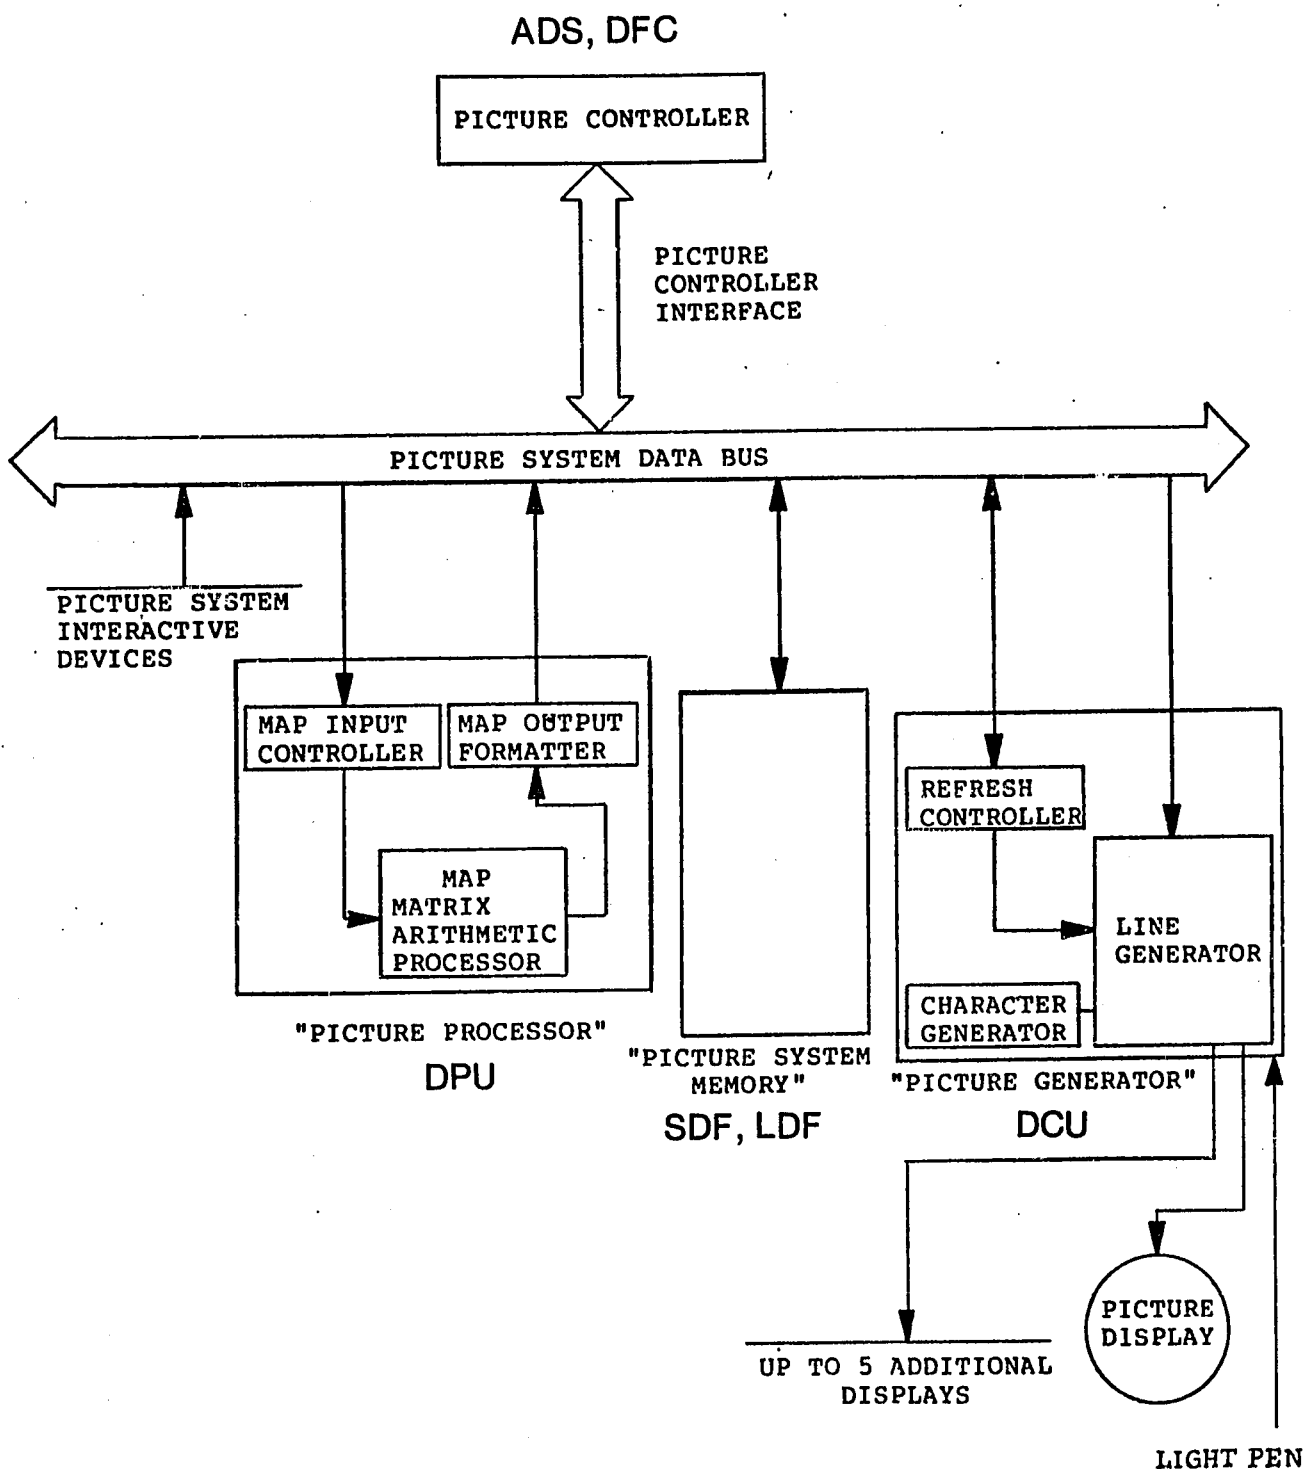 ADS, DFC
PICTURE CONTROLLER
PICTURE
CONTROLLER
INTERFACE
PICTURE SYSTEM DATA BUS
PICTURE SYSTEM
INTERACTIVE
DEVICES
MAP INPUT
CONTROLLER
MAP OUTPUT
FORMATTER
MAP
MATRIX
ARITHMETIC
PROCESSOR
"PICTURE PROCESSOR"
DPU
"PICTURE SYSTEM
MEMORY"
SDF, LDF
REFRESH
CONTROLLER
LINE
GENERATOR
CHARACTER
GENERATOR
"PICTURE GENERATOR"
DCU
PICTURE
DISPLAY
UP TO 5 ADDITIONAL
DISPLAYS
LIGHT PEN